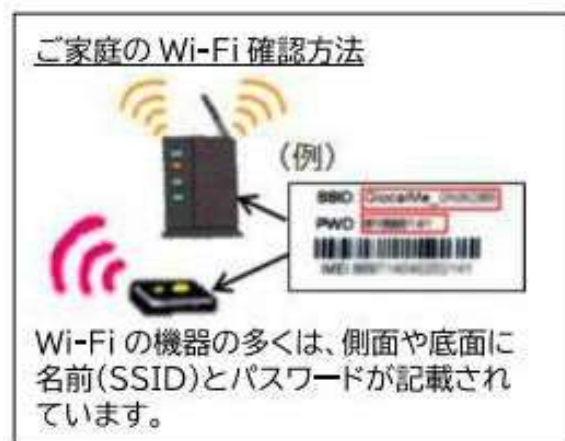 ご家庭の Wi-Fi 確認方法
(例)
SSID GlocalMe_
PWD
IMEI
Wi-Fi の機器の多くは、側面や底面に
名前(SSID)とパスワードが記載され
ています。